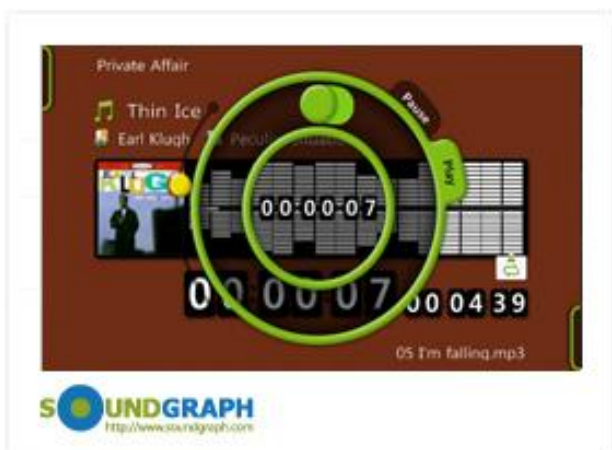 Private Affair
Pause
Thin Ice
Earl Klugh
Play
KLUGH
00:00:07
00 00 07 00 04 39
05 I'm falling.mp3
SOUNDGRAPH
http://www.soundgraph.com